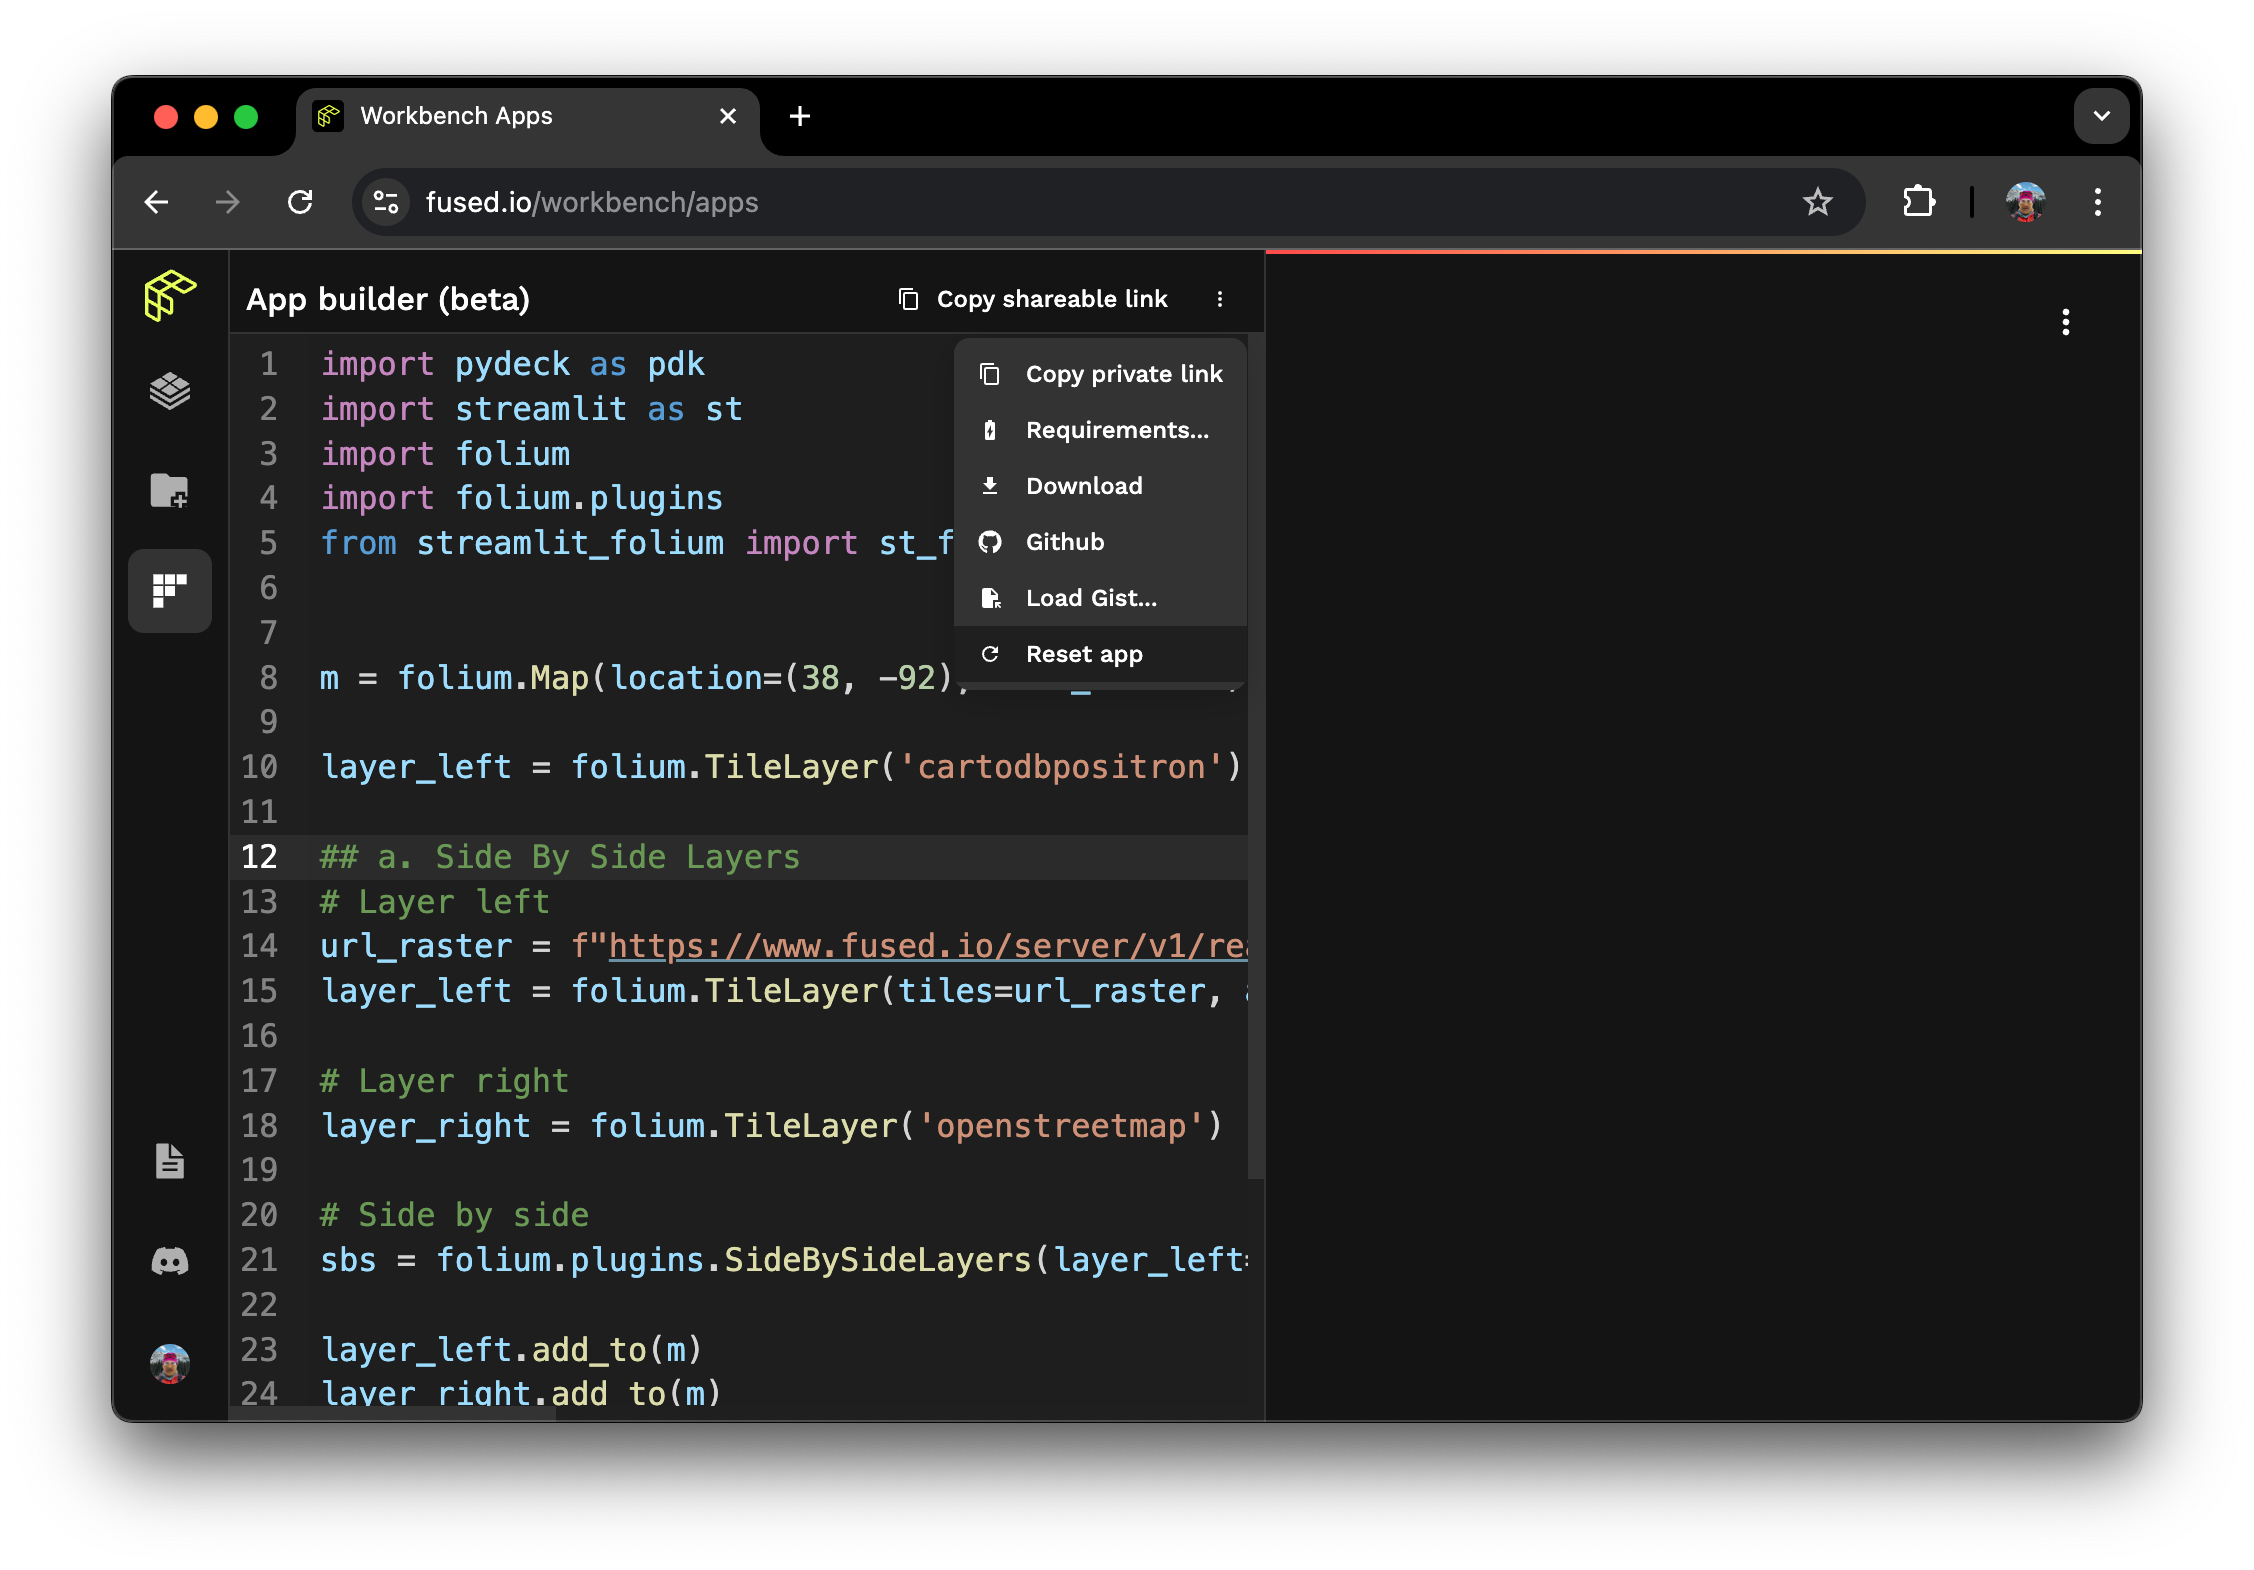 Workbench Apps
fused.io/workbench/apps
App builder (beta)
Copy shareable link
Copy private link
Requirements...
Download
Github
Load Gist...
Reset app
1 import pydeck as pdk
2 import streamlit as st
3 import folium
4 import folium.plugins
5 from streamlit_folium import st_f
6
7
8 m = folium.Map(location=(38, -92),
9
10 layer_left = folium.TileLayer('cartodbpositron')
11
12 ## a. Side By Side Layers
13 # Layer left
14 url_raster = f"https://www.fused.io/server/v1/rea
15 layer_left = folium.TileLayer(tiles=url_raster, a
16
17 # Layer right
18 layer_right = folium.TileLayer('openstreetmap')
19
20 # Side by side
21 sbs = folium.plugins.SideBySideLayers(layer_left=
22
23 layer_left.add_to(m)
24 layer_right.add_to(m)